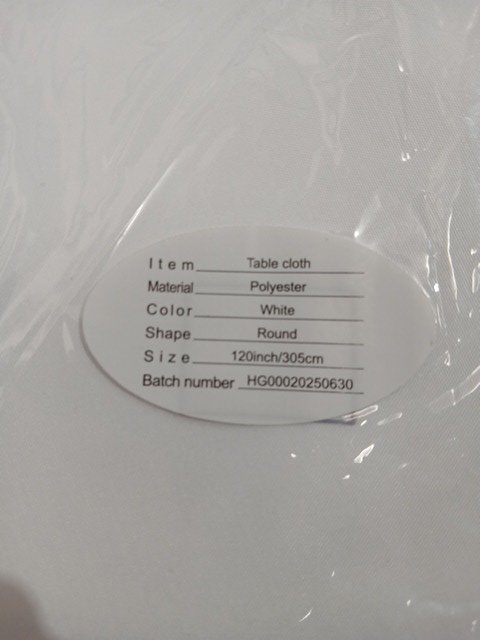 Item Table cloth
Material Polyester
Color White
Shape Round
Size 120inch/305cm
Batch number HG00020250630